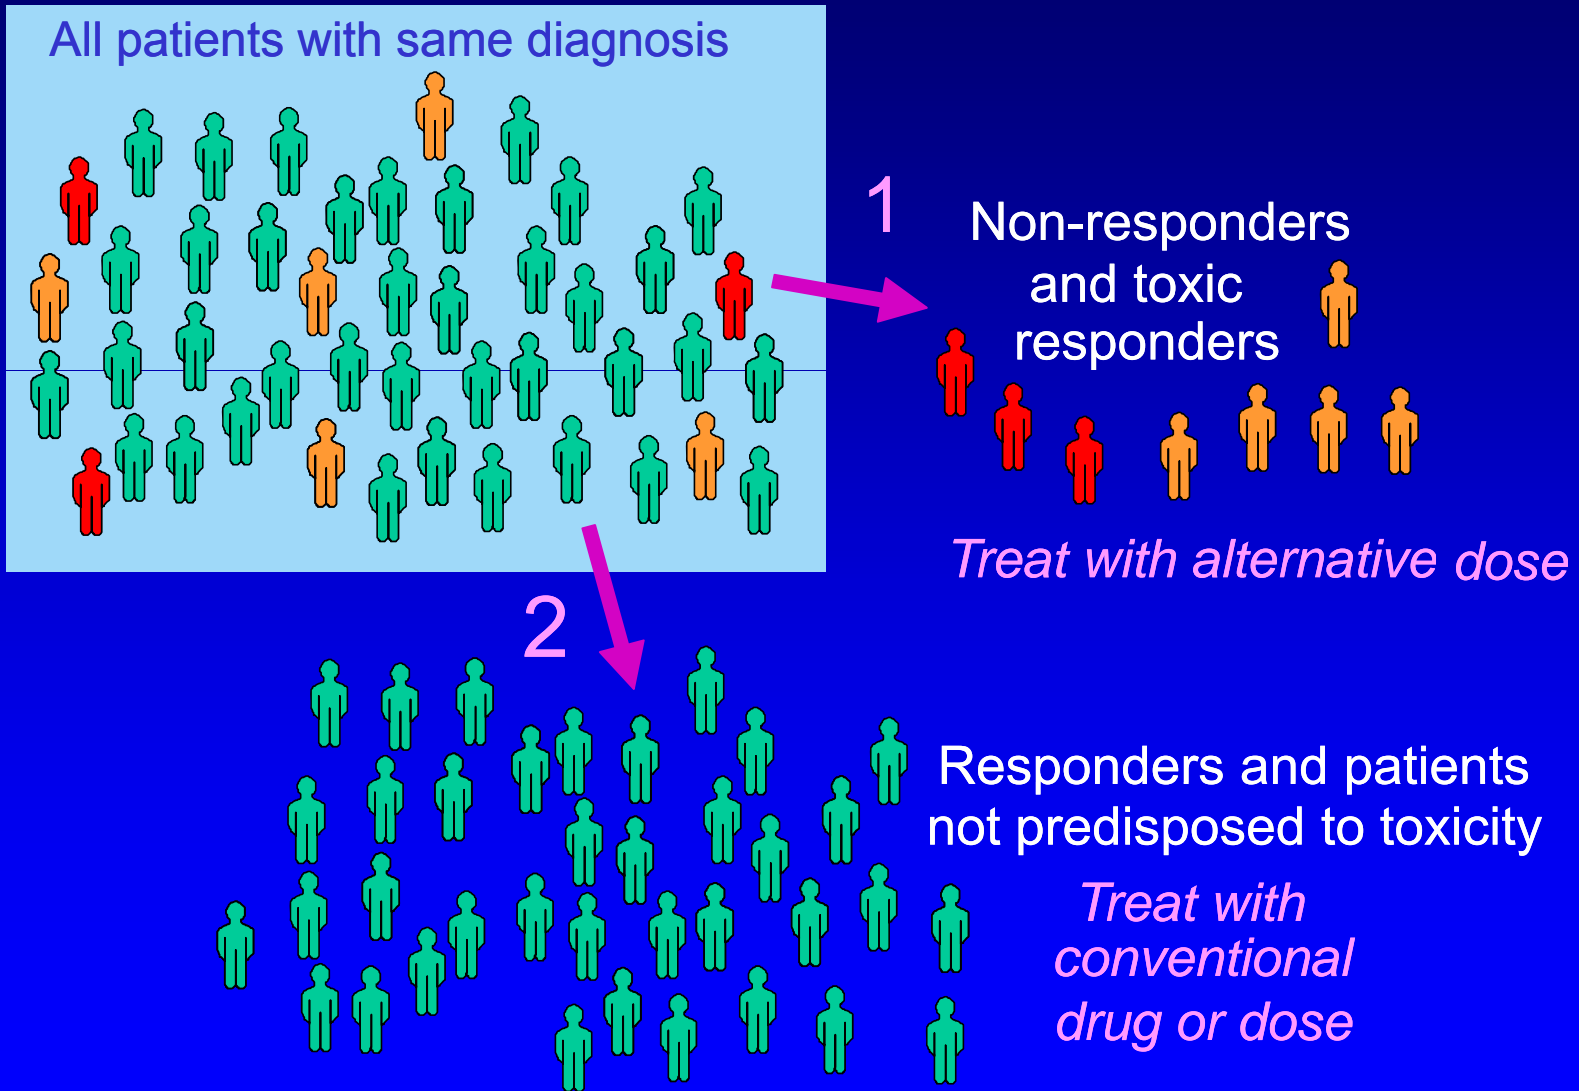 All patients with same diagnosis
1
Non-responders
and toxic
responders
Treat with alternative dose
2
Responders and patients
not predisposed to toxicity
Treat with
conventional
drug or dose